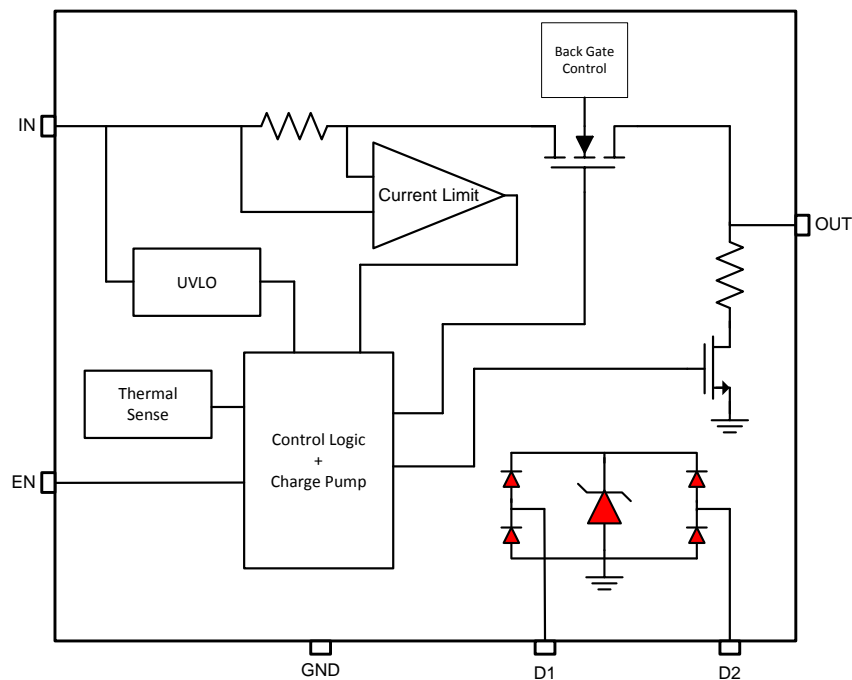 Back Gate
Control
IN
Current Limit
OUT
UVLO
Thermal
Sense
Control Logic
+
Charge Pump
EN
GND
D1
D2